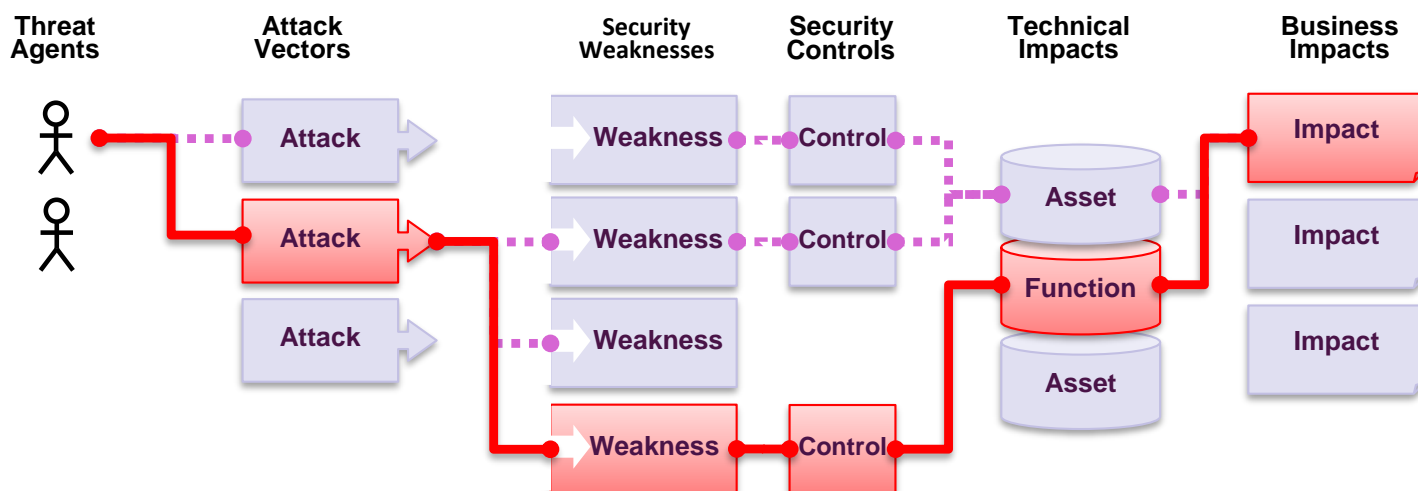 Threat
Agents
Attack
Vectors
Security
Weaknesses
Security
Controls
Technical
Impacts
Business
Impacts
Attack
Weakness
Control
Impact
Asset
Attack
Weakness
Control
Impact
Function
Attack
Weakness
Impact
Asset
Weakness
Control